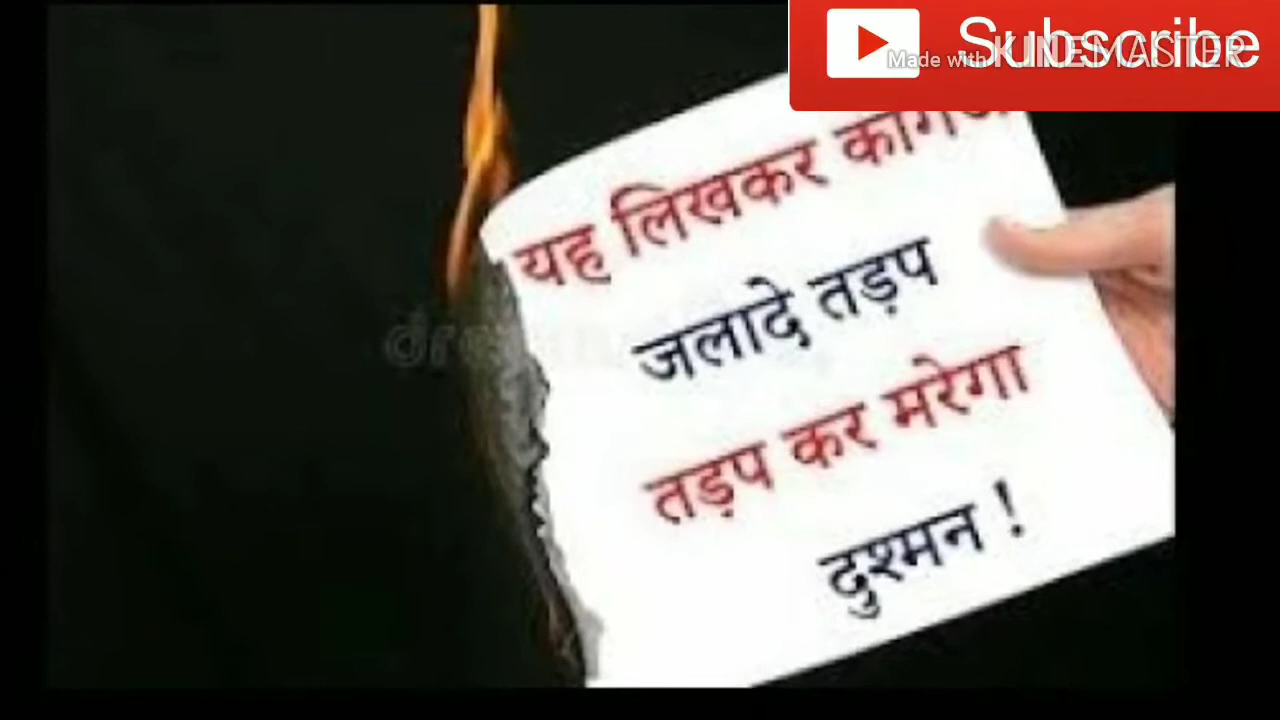 Subscribe
Made with KINEMASTER
यह लिखकर
जलादे तड़प
तड़प कर मरेगा
दुश्मन !